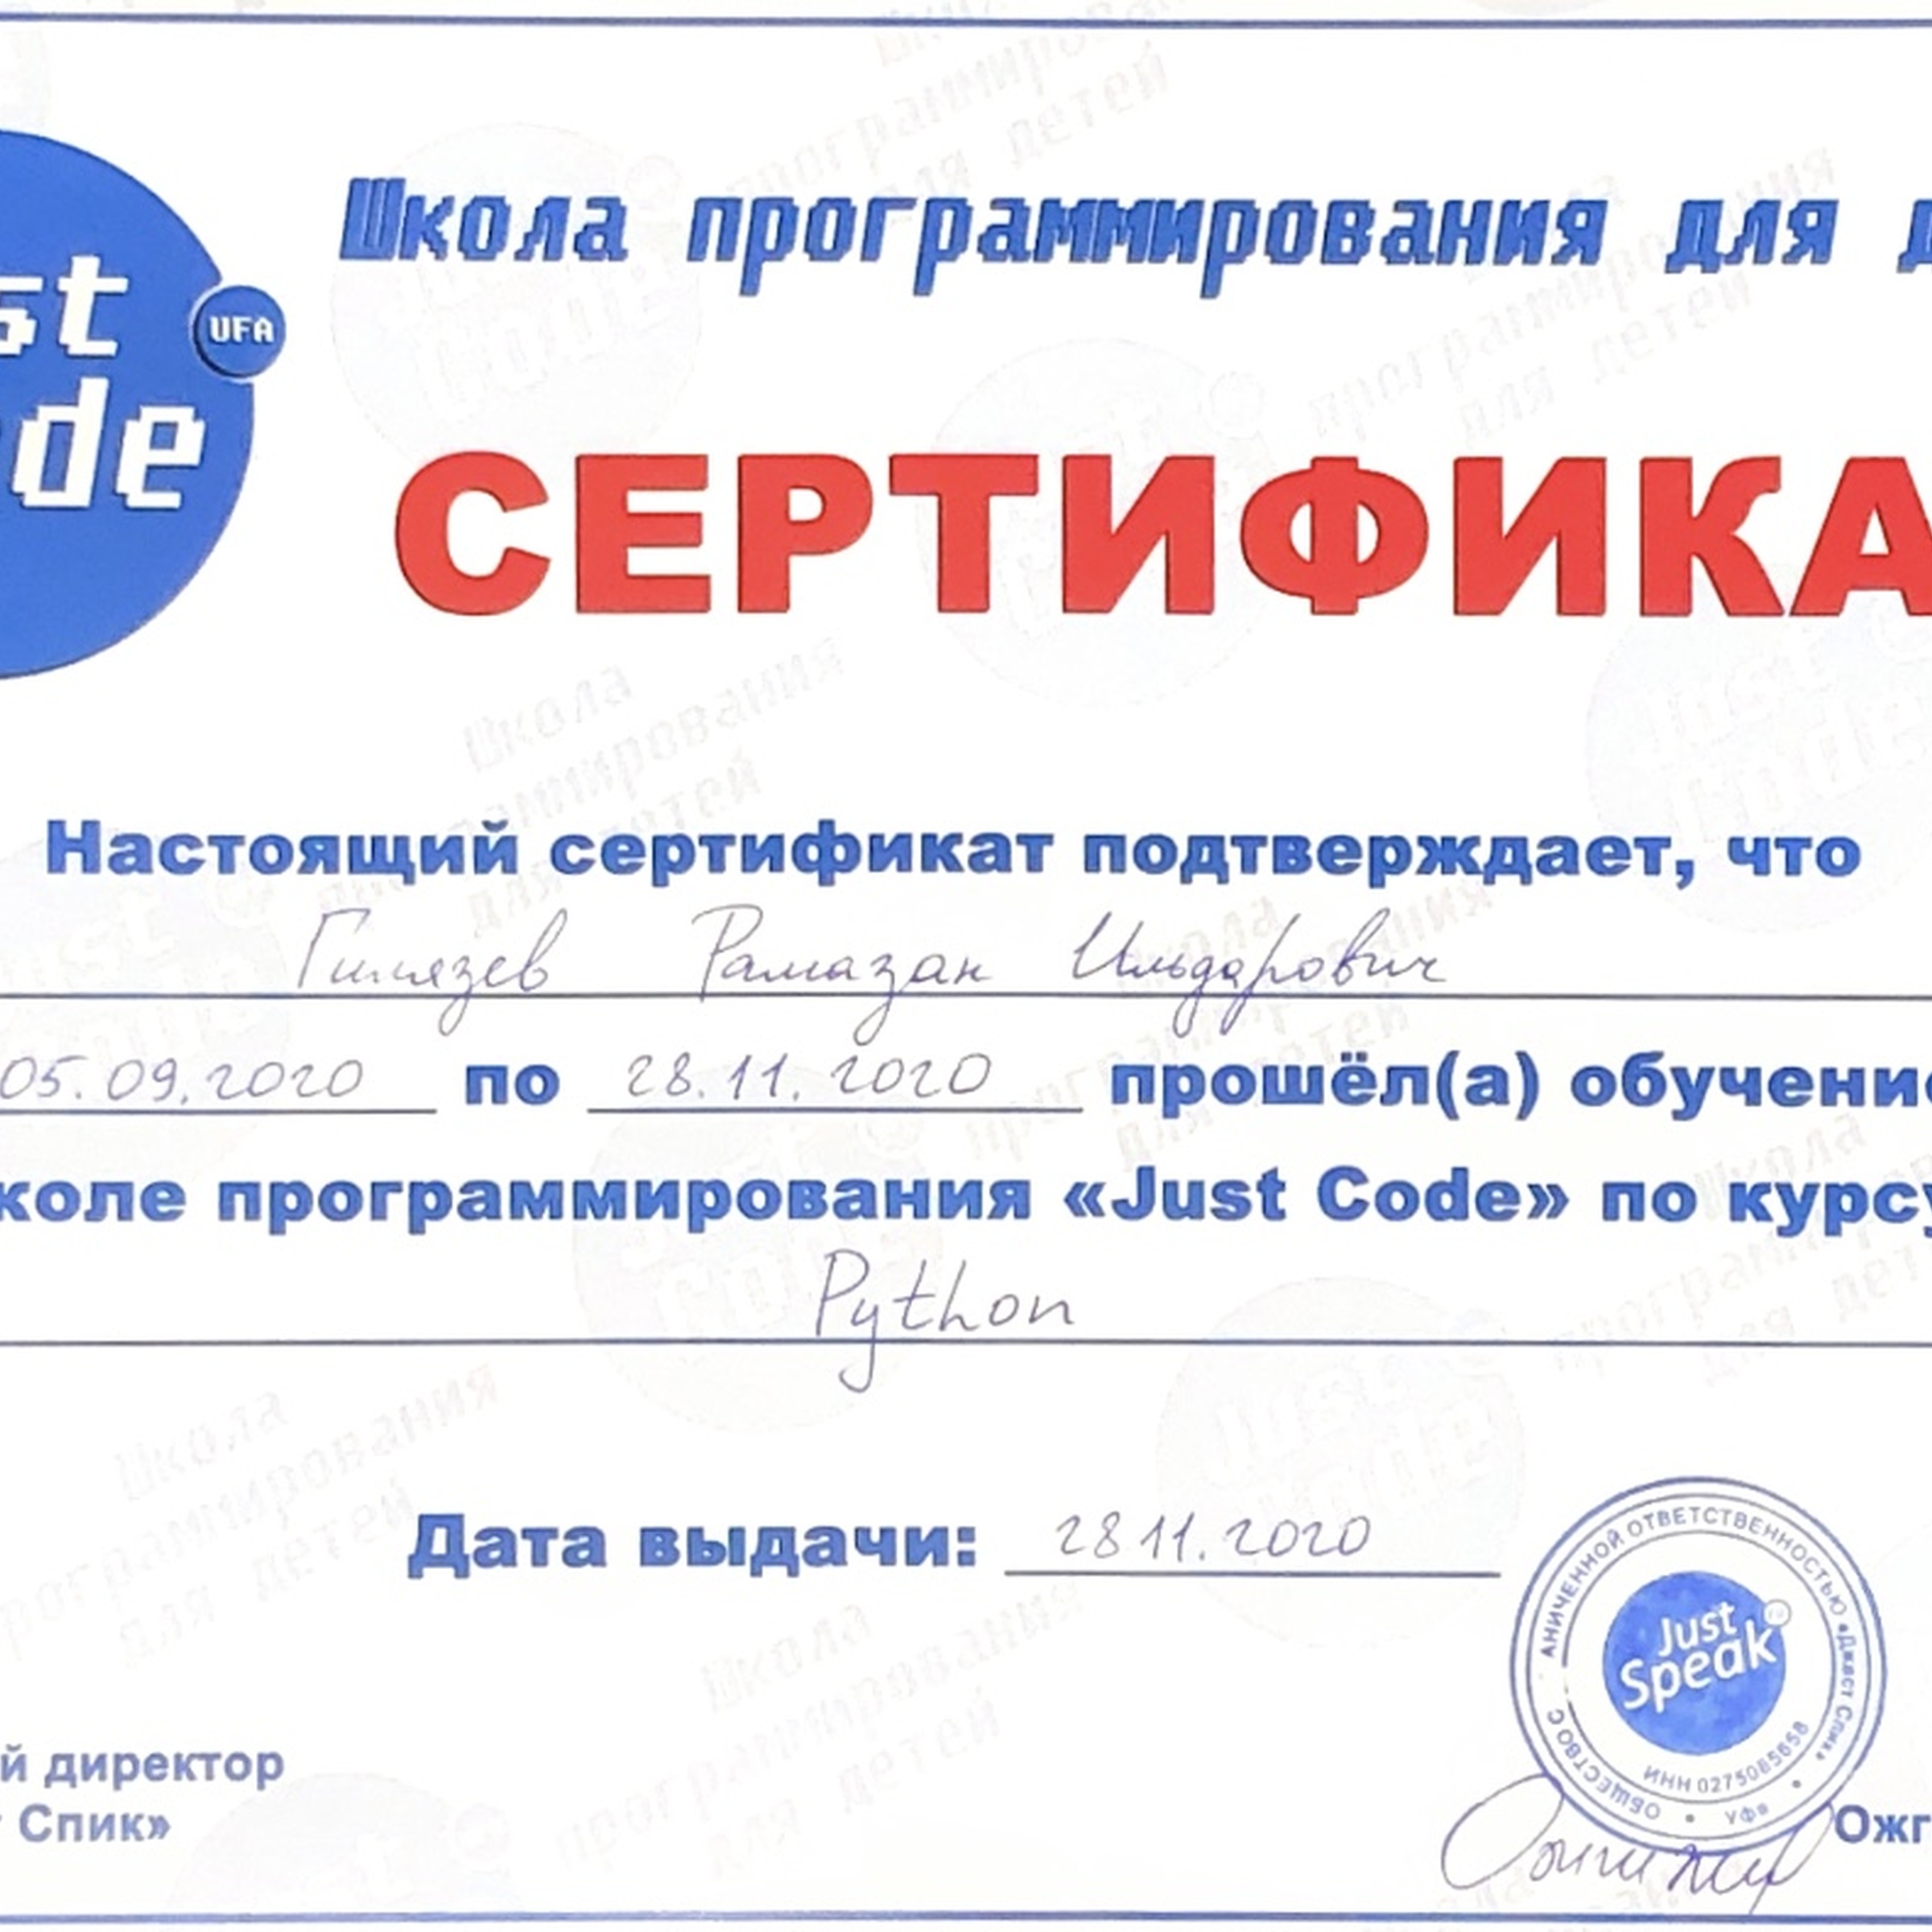 st
de
UFA
Школа программирования для д
СЕРТИФИКА
Настоящий сертификат подтверждает, что
Гилязев Рамазан Ильдарович
05.09.2020 по 28.11.2020 прошёл(а) обучение
коле программирования «Just Code» по курсу
Python
Дата выдачи: 28 11. 2020
ОБЩЕСТВО С АНИЧЕННОЙ ОТВЕТСТВЕННОСТЬЮ «Джаст Спик»
Just
Speak
ИНН 0275085658
Уфа
й директор
Спик»
Ожг